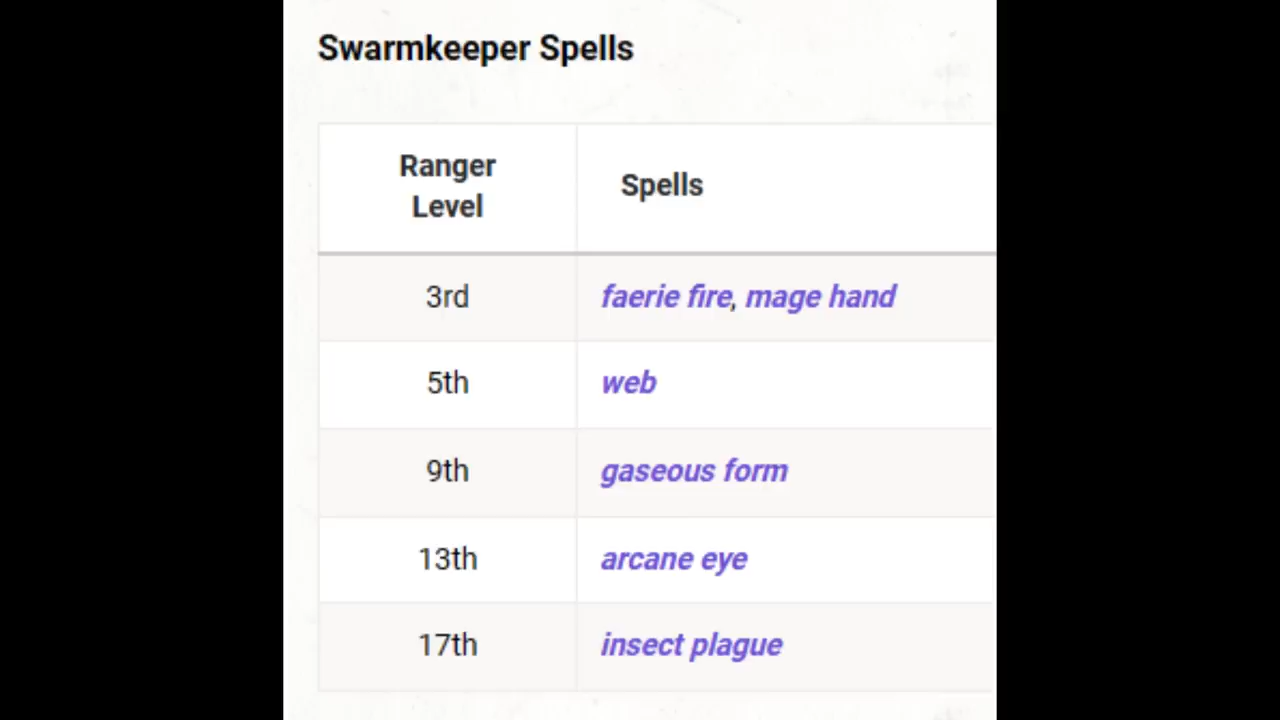 Swarmkeeper Spells
Ranger
Level
Spells
3rd faerie fire, mage hand
5th web
9th gaseous form
13th arcane eye
17th insect plague